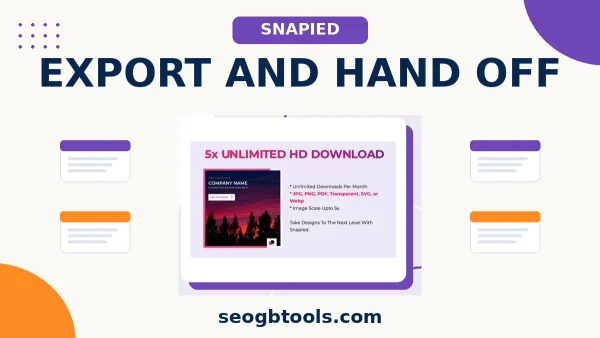 SNAPIED
EXPORT AND HAND OFF
5x UNLIMITED HD DOWNLOAD
COMPANY NAME
* Unlimited Downloads Per Month
* JPG, PNG, PDF, Transparent, SVG, or
Webp
* Image Scale Upto 5x.
Take Designs To The Next Level With
Snapied.
seogbtools.com